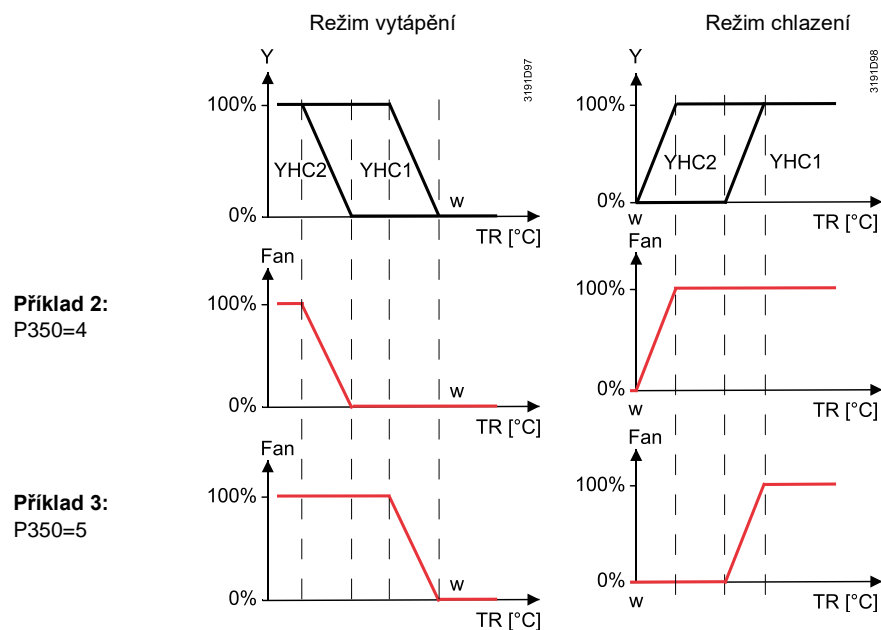 Režim vytápění
Režim chlazení
Y
3191D97
100%
YHC2
YHC1
w
0%
TR [°C]
Y
3191D98
100%
YHC2
YHC1
0%
w
TR [°C]
Příklad 2:
P350=4
Fan
100%
w
0%
TR [°C]
Fan
100%
0%
w
TR [°C]
Příklad 3:
P350=5
Fan
100%
w
0%
TR [°C]
Fan
100%
0%
w
TR [°C]